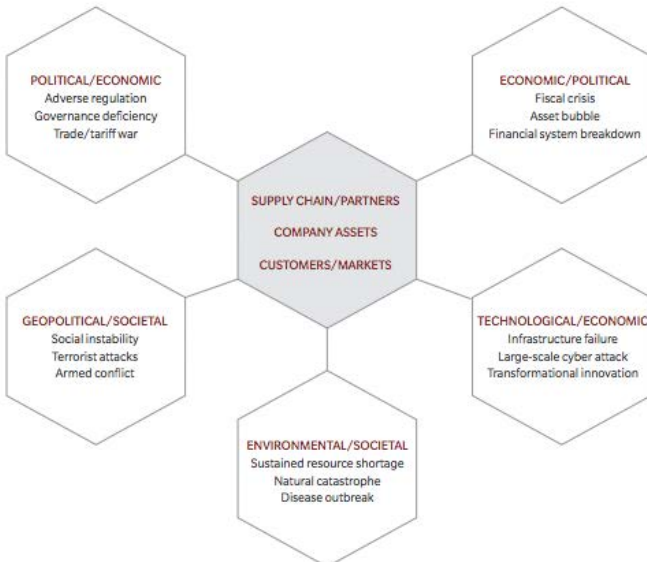 POLITICAL/ECONOMIC
Adverse regulation
Governance deficiency
Trade/tariff war
ECONOMIC/POLITICAL
Fiscal crisis
Asset bubble
Financial system breakdown
SUPPLY CHAIN/PARTNERS
COMPANY ASSETS
CUSTOMERS/MARKETS
GEOPOLITICAL/SOCIETAL
Social instability
Terrorist attacks
Armed conflict
TECHNOLOGICAL/ECONOMIC
Infrastructure failure
Large-scale cyber attack
Transformational innovation
ENVIRONMENTAL/SOCIETAL
Sustained resource shortage
Natural catastrophe
Disease outbreak